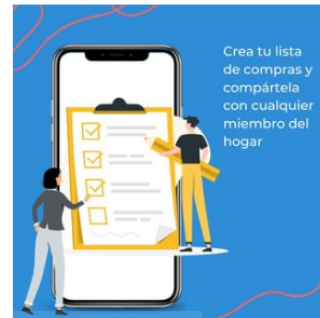 Crea tu lista
de compras y
compártela
con cualquier
miembro del
hogar